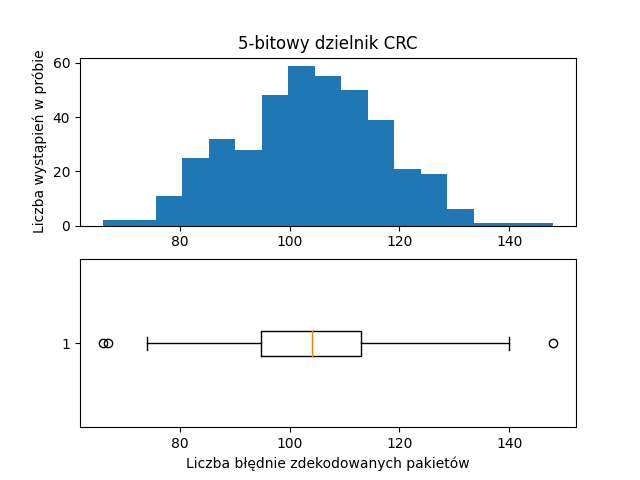 5-bitowy dzielnik CRC
Liczba wystąpień w próbie
60
40
20
0
80 100 120 140
1
80 100 120 140
Liczba błędnie zdekodowanych pakietów